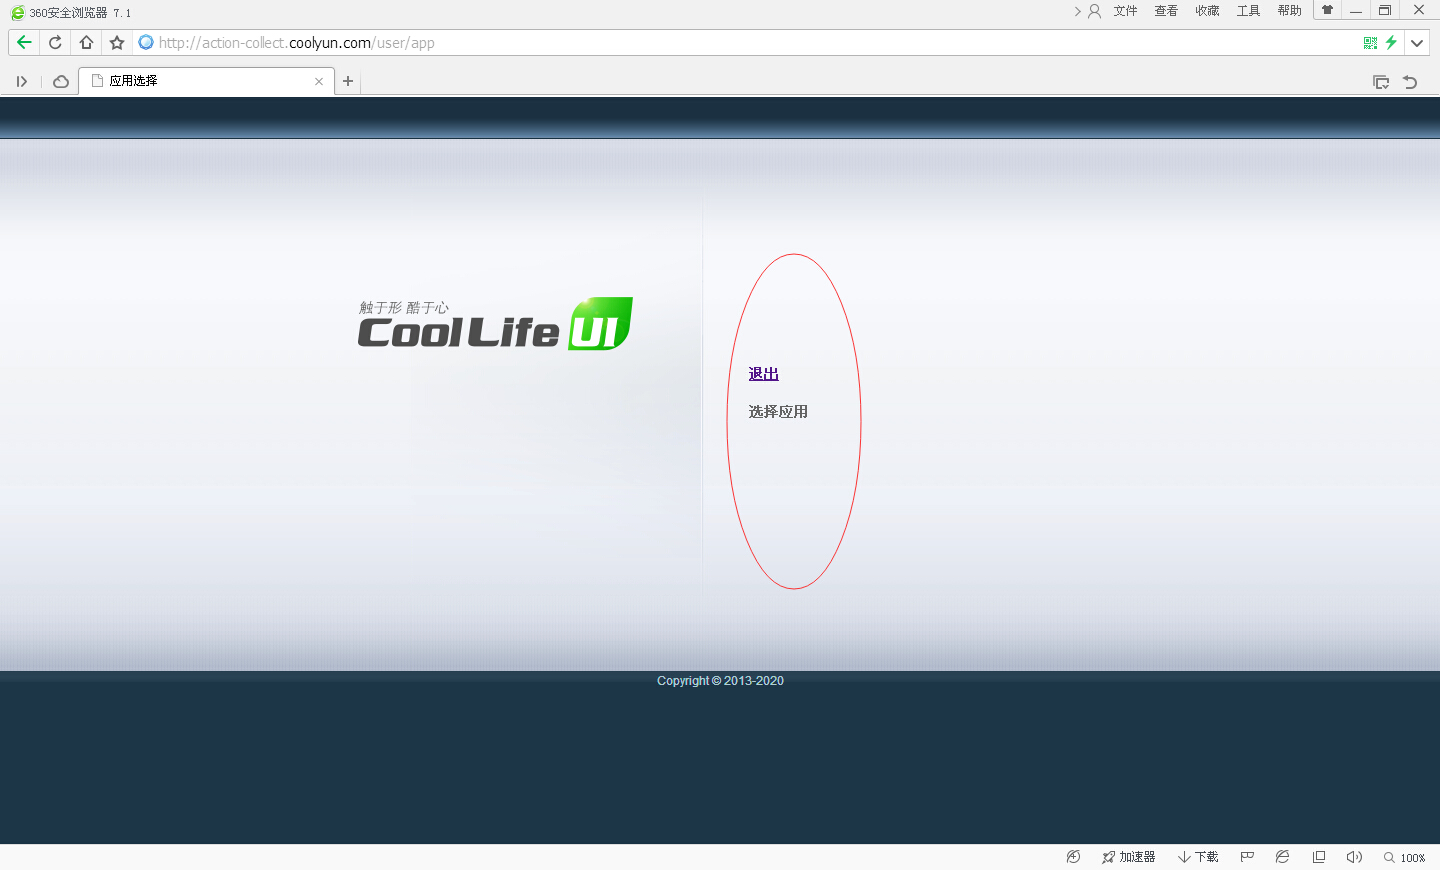 360安全浏览器 7.1
文件 查看 收藏 工具 帮助
http://action-collect.coolyun.com/user/app
应用选择
触于形 酷于心
Cool Life UI
退出
选择应用
Copyright © 2013-2020
加速器 下载 100%